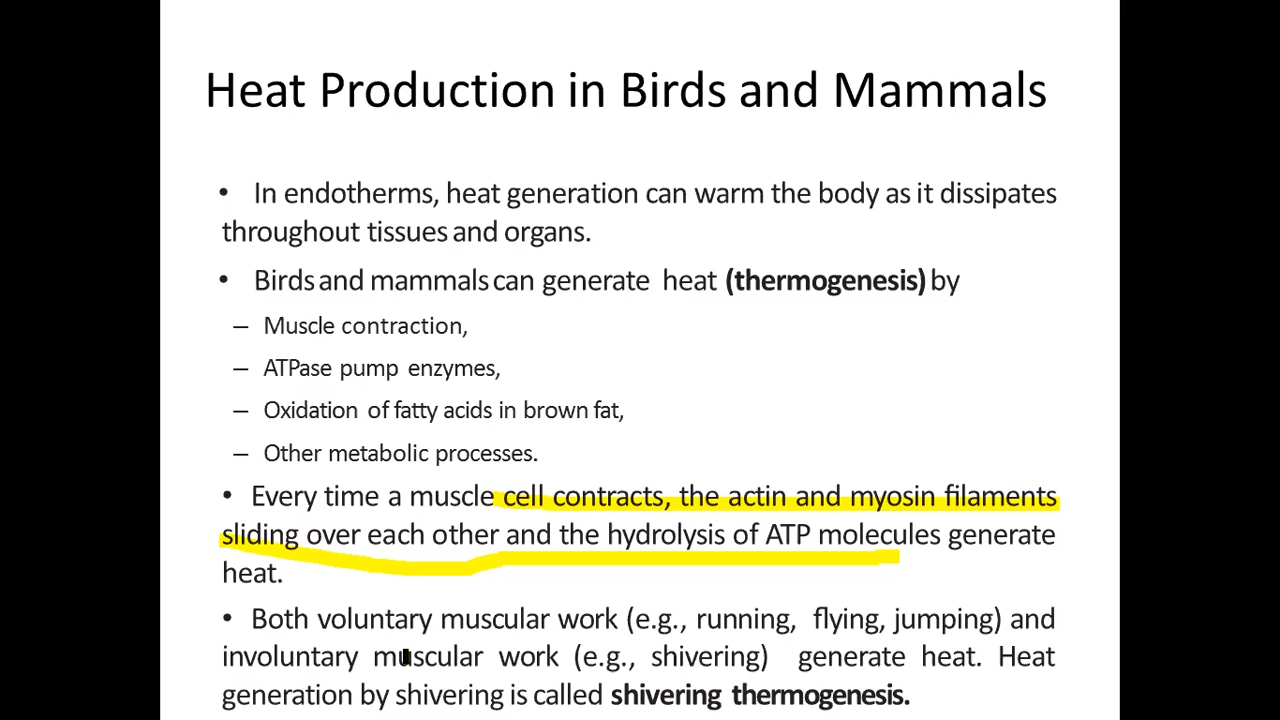 Heat Production in Birds and Mammals
• In endotherms, heat generation can warm the body as it dissipates
throughout tissues and organs.
• Birds and mammals can generate heat (thermogenesis) by
– Muscle contraction,
– ATPase pump enzymes,
– Oxidation of fatty acids in brown fat,
– Other metabolic processes.
• Every time a muscle cell contracts, the actin and myosin filaments
sliding over each other and the hydrolysis of ATP molecules generate
heat.
• Both voluntary muscular work (e.g., running, flying, jumping) and
involuntary muscular work (e.g., shivering) generate heat. Heat
generation by shivering is called shivering thermogenesis.